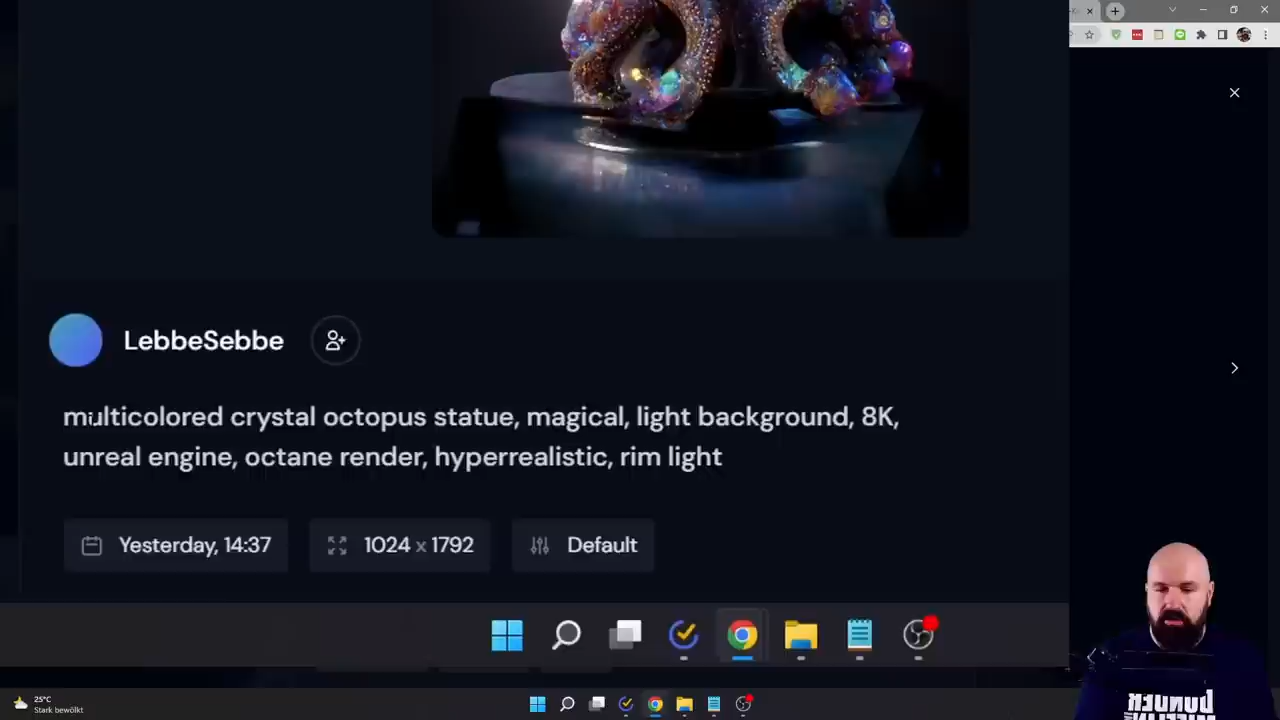 LebbeSebbe
multicolored crystal octopus statue, magical, light background, 8K,
unreal engine, octane render, hyperrealistic, rim light
Yesterday, 14:37
1024 x 1792
Default
25°C
Stark bewölkt